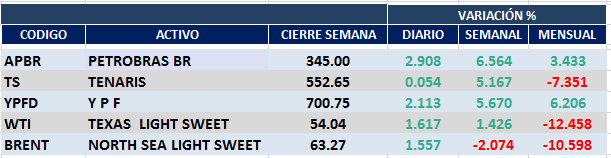 VARIACIÓN %
CODIGO ACTIVO CIERRE SEMANA DIARIO SEMANAL MENSUAL
APBR PETROBRAS BR 345.00 2.908 6.564 3.433
TS TENARIS 552.65 0.054 5.167 -7.351
YPFD Y P F 700.75 2.113 5.670 6.206
WTI TEXAS LIGHT SWEET 54.04 1.617 1.426 -12.458
BRENT NORTH SEA LIGHT SWEET 63.27 1.557 -2.074 -10.598